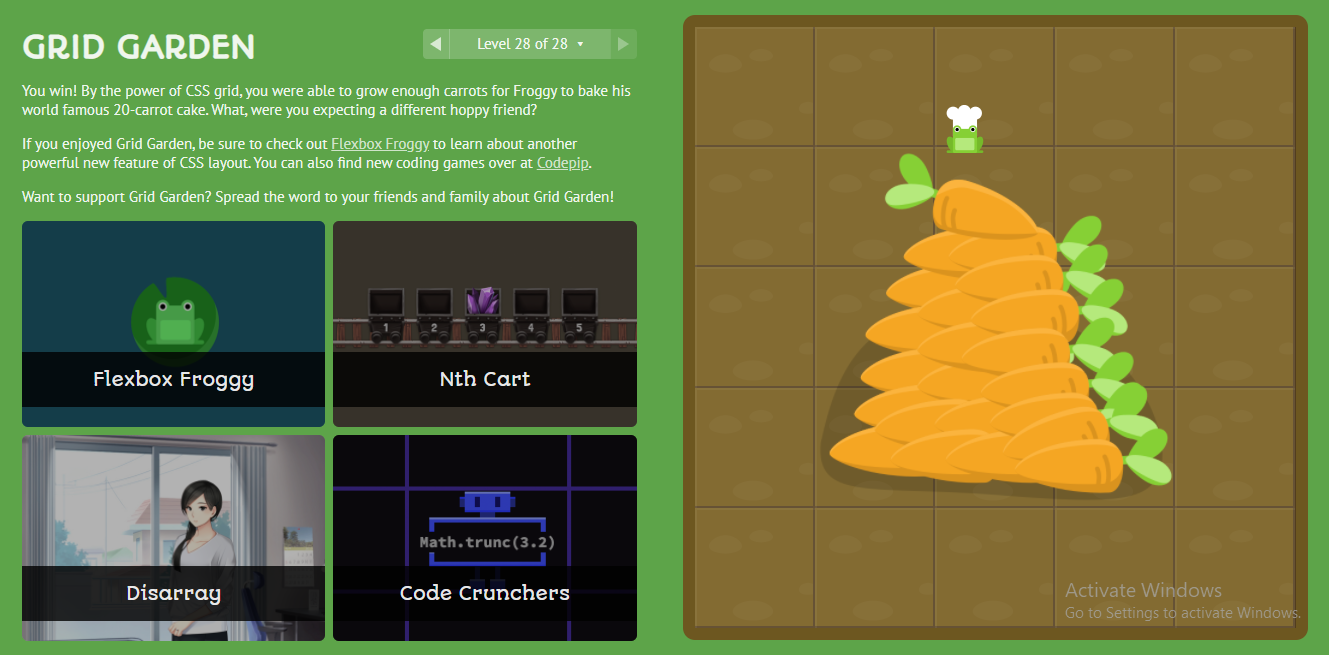 GRID GARDEN
Level 28 of 28
You win! By the power of CSS grid, you were able to grow enough carrots for Froggy to bake his
world famous 20-carrot cake. What, were you expecting a different hoppy friend?
If you enjoyed Grid Garden, be sure to check out Flexbox Froggy to learn about another
powerful new feature of CSS layout. You can also find new coding games over at Codepip.
Want to support Grid Garden? Spread the word to your friends and family about Grid Garden!
1 2 3 4 5
Flexbox Froggy
Nth Cart
Math.trunc(3.2)
Disarray
Code Crunchers
Activate Windows
Go to Settings to activate Windows.